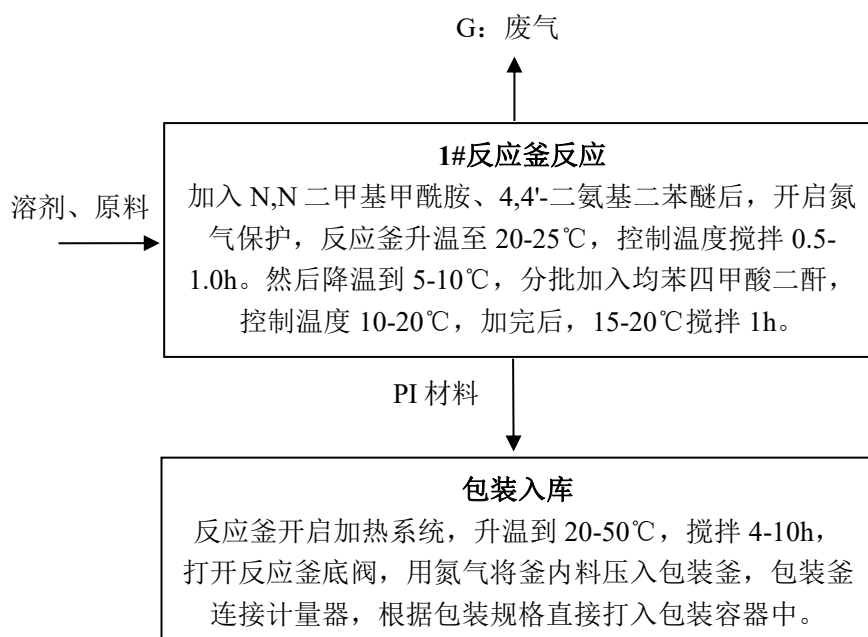 G：废气
1#反应釜反应
溶剂、原料
加入 N,N 二甲基甲酰胺、4,4'-二氨基二苯醚后，开启氮
气保护，反应釜升温至 20-25℃，控制温度搅拌 0.5-
1.0h。然后降温到 5-10℃，分批加入均苯四甲酸二酐，
控制温度 10-20℃，加完后，15-20℃搅拌 1h。
PI 材料
包装入库
反应釜开启加热系统，升温到 20-50℃，搅拌 4-10h，
打开反应釜底阀，用氮气将釜内料压入包装釜，包装釜
连接计量器，根据包装规格直接打入包装容器中。